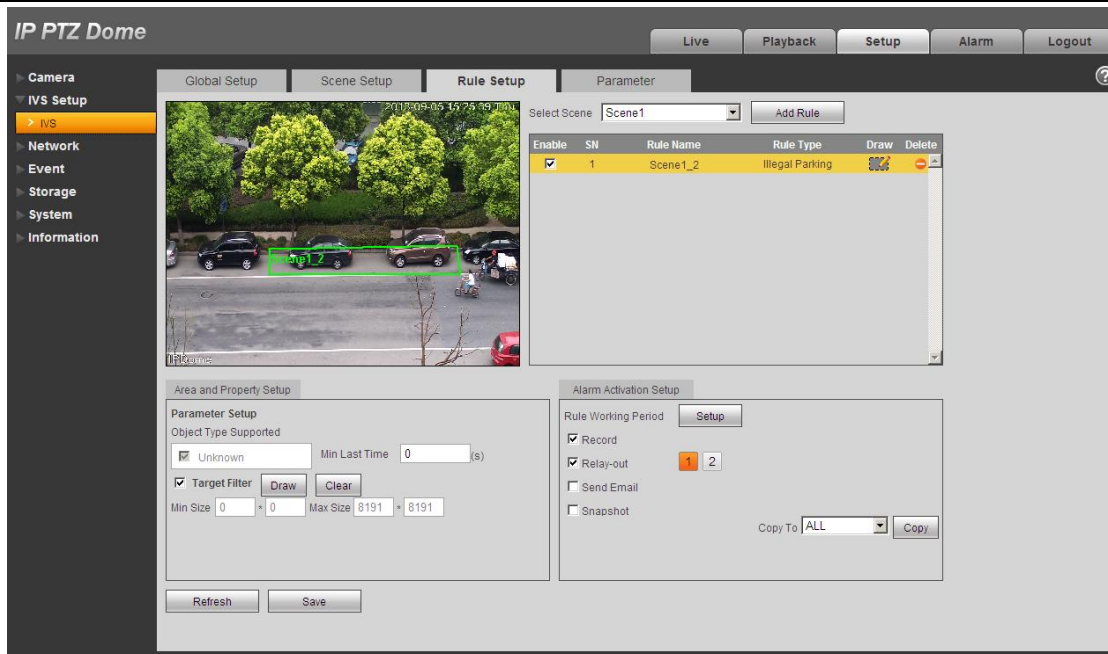 IP PTZ Dome
Live Playback Setup Alarm Logout
Camera
IVS Setup
IVS
Network
Event
Storage
System
Information
Global Setup Scene Setup Rule Setup Parameter
Select Scene Scene1 Add Rule
Enable SN Rule Name Rule Type Draw Delete
1 Scene1_2 Illegal Parking
Scene1_2
IP Dome
Area and Property Setup
Parameter Setup
Object Type Supported
Unknown Min Last Time 0 (s)
Target Filter Draw Clear
Min Size 0 * 0 Max Size 8191 * 8191
Alarm Activation Setup
Rule Working Period Setup
Record
Relay-out 1 2
Send Email
Snapshot
Copy To ALL Copy
Refresh Save